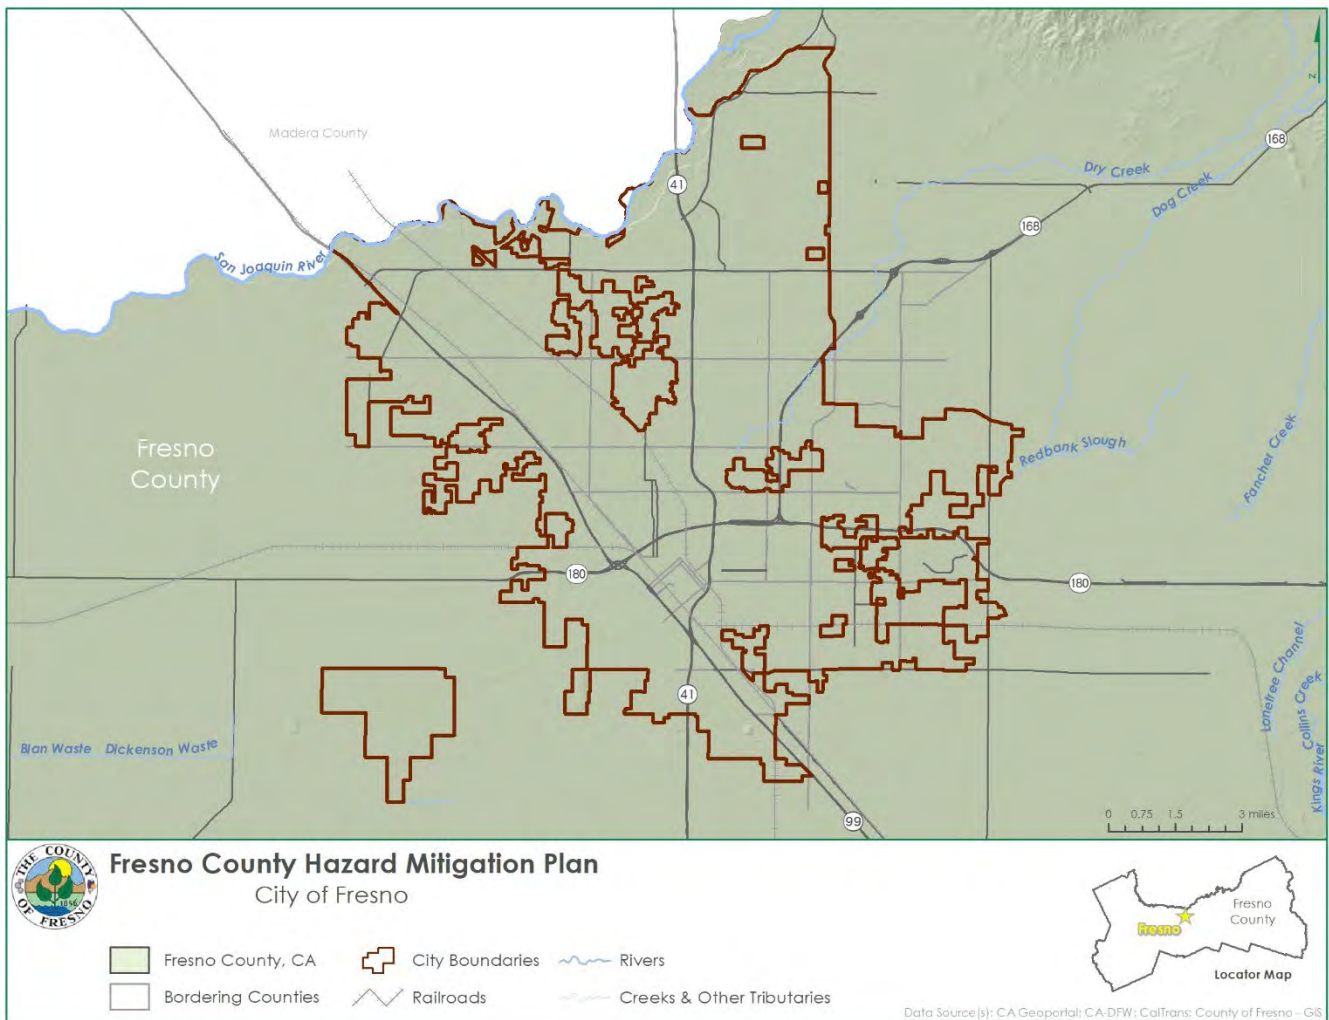 Madera County
41
168
Dry Creek
Dog Creek
168
San Joaquin River
Fresno
County
Redbank Slough
Fancher Creek
180
180
41
Blan Waste Dickenson Waste
Lonetree Channel
Collins Creek
Kings River
99
0 0.75 1.5 3 miles
z
THE COUNTY OF FRESNO
1856
Fresno County Hazard Mitigation Plan
City of Fresno
Fresno County, CA
City Boundaries
Rivers
Bordering Counties
Railroads
Creeks & Other Tributaries
Fresno
County
Fresno
Locator Map
Data Source(s): CA Geoportal; CA-DFW; CalTrans; County of Fresno - GIS